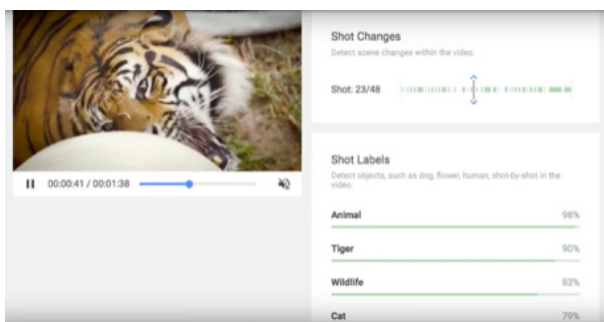 Shot Changes
Detect scene changes within the video.
Shot: 23/48
00:00:41 / 00:01:38
Shot Labels
Detect objects, such as dog, flower, human, shot-by-shot in the
video.
Animal 98%
Tiger 90%
Wildlife 83%
Cat 79%